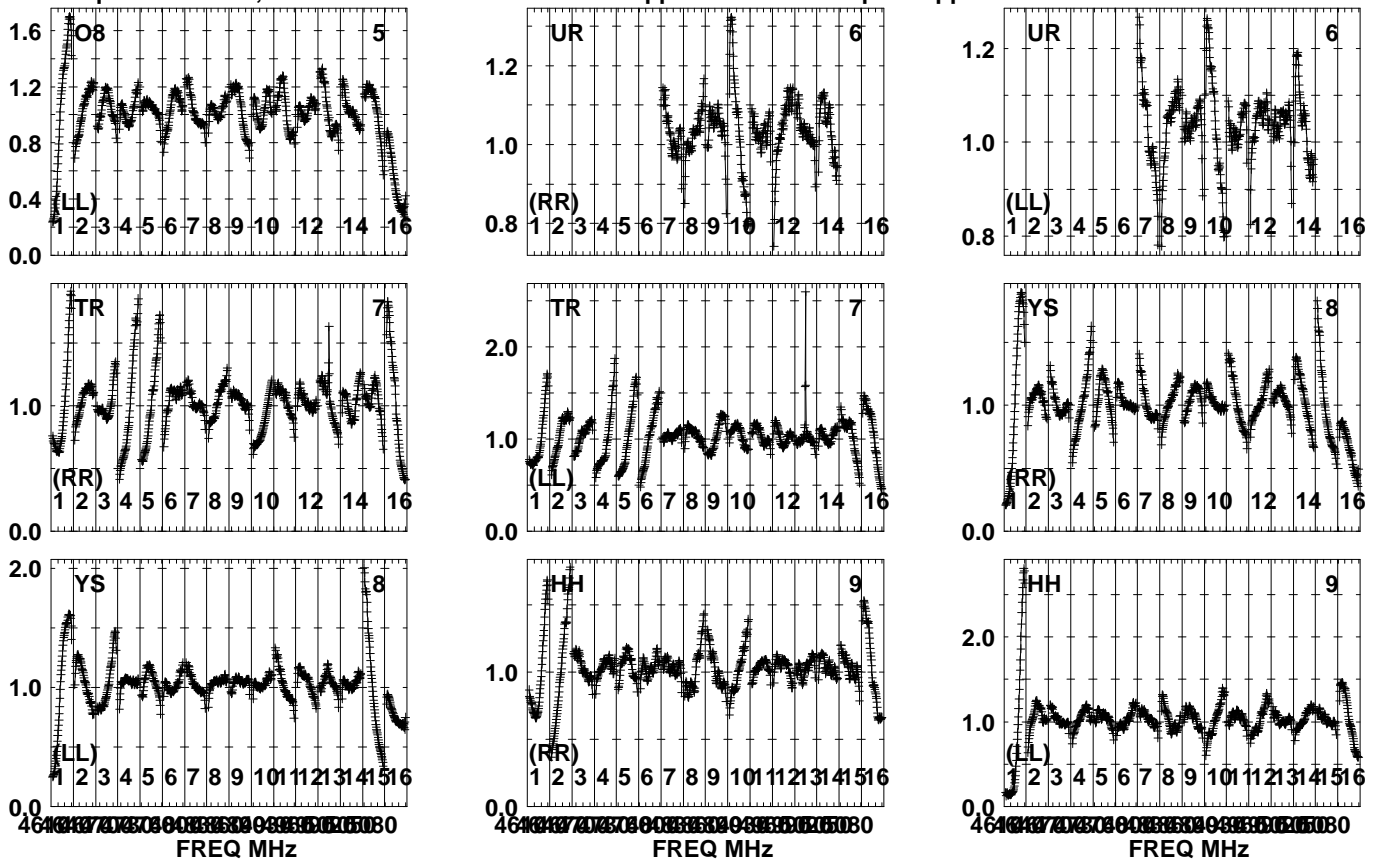 O8 5
1.6
1.2
0.8
0.4
0.0
(LL)
1 2 3 4 5 6 7 8 9 10 12 14 16
UR 6
1.2
1.0
0.8
(RR)
1 2 3 4 5 6 7 8 9 10 12 14 16
UR 6
1.2
1.0
0.8
(LL)
1 2 3 4 5 6 7 8 9 10 12 14 16
TR 7
1.0
0.0
(RR)
1 2 3 4 5 6 7 8 9 10 12 14 16
TR 7
2.0
1.0
0.0
(LL)
1 2 3 4 5 6 7 8 9 10 12 14 16
YS 8
1.0
0.0
(RR)
1 2 3 4 5 6 7 8 9 10 12 14 16
YS 8
2.0
1.0
0.0
(LL)
1 2 3 4 5 6 7 8 9 10 11 12 13 14 15 16
FREQ MHz
HH 9
1.0
0.0
(RR)
1 2 3 4 5 6 7 8 9 10 11 12 13 14 15 16
FREQ MHz
HH 9
2.0
1.0
0.0
(LL)
1 2 3 4 5 6 7 8 9 10 11 12 13 14 15 16
FREQ MHz